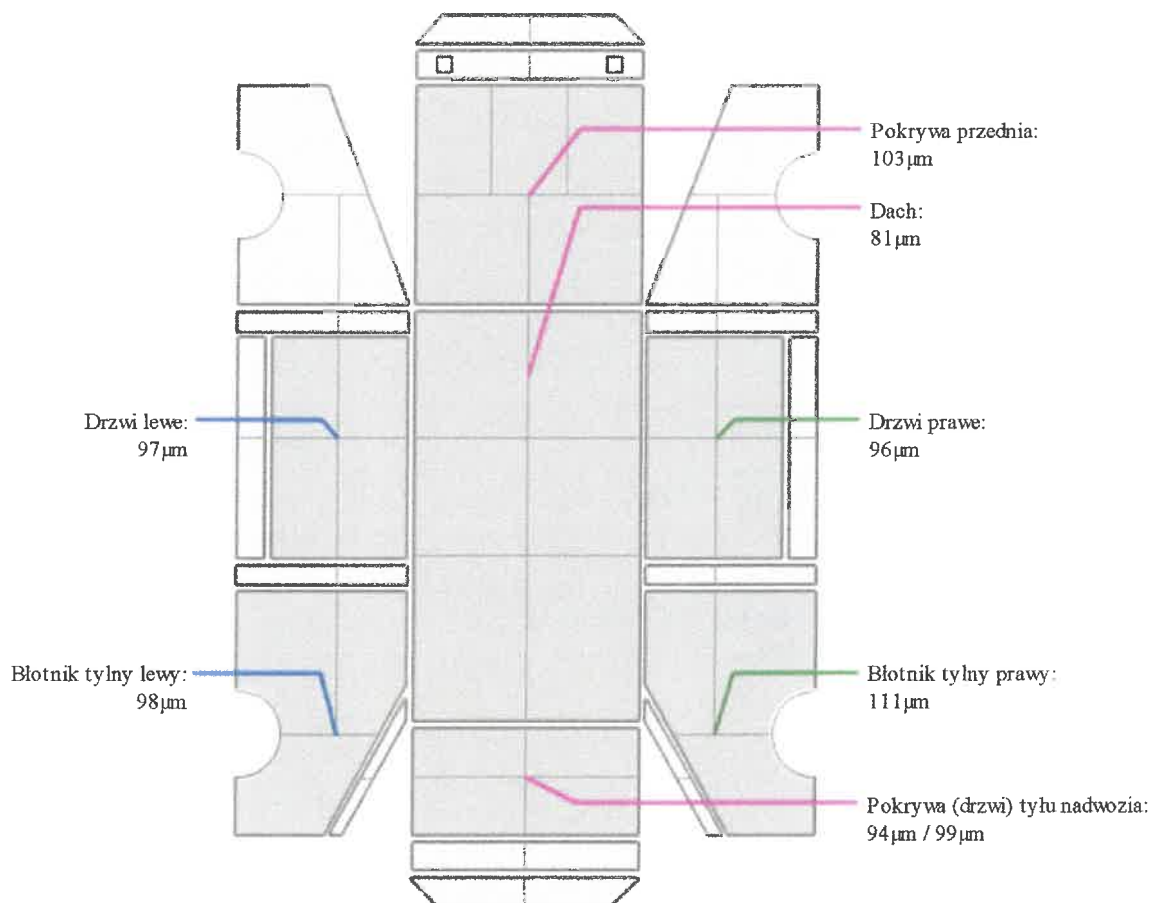 Pokrywa przednia:
103µm
Dach:
81µm
Drzwi lewe:
97µm
Drzwi prawe:
96µm
Błotnik tylny lewy:
98µm
Błotnik tylny prawy:
111µm
Pokrywa (drzwi) tyłu nadwozia:
94µm / 99µm